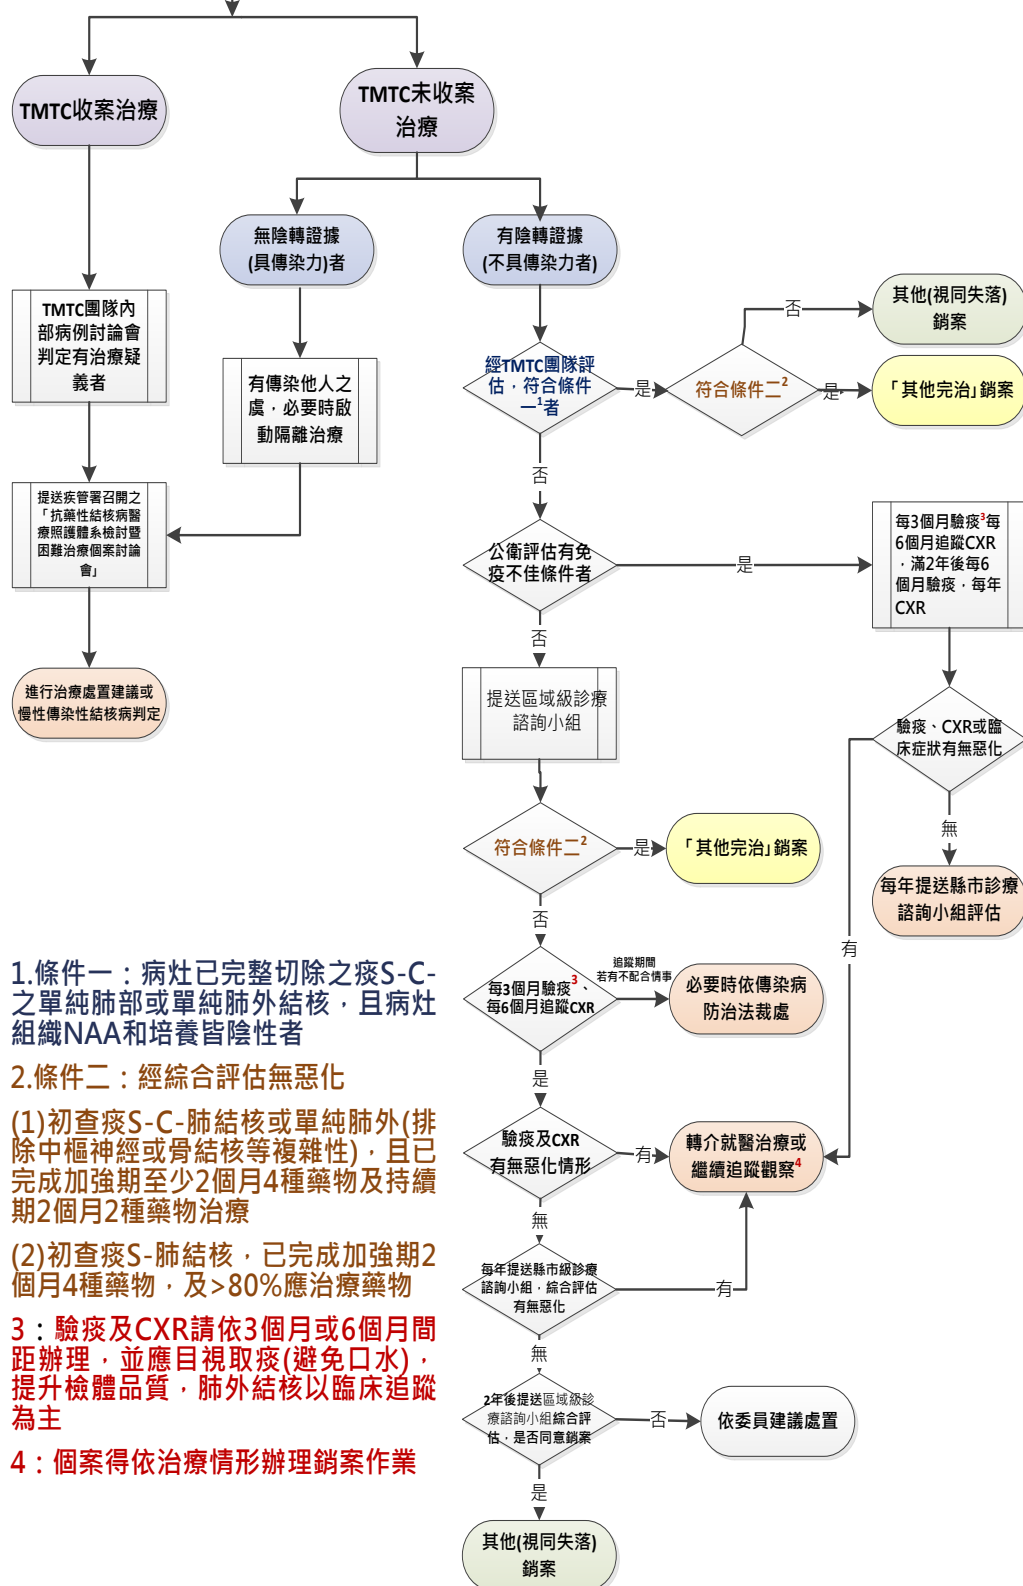 TMTC收案治療
TMTC未收案
治療
無陰轉證據
(具傳染力)者
有陰轉證據
(不具傳染力者)
TMTC團隊內
部病例討論會
判定有治療疑
義者
有傳染他人之
虞，必要時啟
動隔離治療
經TMTC團隊評
估，符合條件
一1者
是
符合條件二2
否
其他(視同失落)
銷案
是
「其他完治」銷案
否
提送疾管署召開之
「抗藥性結核病醫
療照護體系檢討暨
困難治療個案討論
會」
公衛評估有免
疫不佳條件者
是
每3個月驗痰3每
6個月追蹤CXR
，滿2年後每6
個月驗痰，每年
CXR
否
進行治療處置建議或
慢性傳染性結核病判定
提送區域級診療
諮詢小組
驗痰、CXR或臨
床症狀有無惡化
無
每年提送縣市診療
諮詢小組評估
有
符合條件二2
是
「其他完治」銷案
否
每3個月驗痰3、
每6個月追蹤CXR
追蹤期間
若有不配合情事
必要時依傳染病
防治法裁處
是
驗痰及CXR
有無惡化情形
有
轉介就醫治療或
繼續追蹤觀察4
無
每年提送縣市級診療
諮詢小組，綜合評估
有無惡化
有
無
2年後提送區域級診
療諮詢小組綜合評
估，是否同意銷案
否
依委員建議處置
是
其他(視同失落)
銷案
1.條件一：病灶已完整切除之痰S-C-
之單純肺部或單純肺外結核，且病灶
組織NAA和培養皆陰性者
2.條件二：經綜合評估無惡化
(1)初查痰S-C-肺結核或單純肺外(排
除中樞神經或骨結核等複雜性)，且已
完成加強期至少2個月4種藥物及持續
期2個月2種藥物治療
(2)初查痰S-肺結核，已完成加強期2
個月4種藥物，及>80%應治療藥物
3：驗痰及CXR請依3個月或6個月間
距辦理，並應目視取痰(避免口水)，
提升檢體品質，肺外結核以臨床追蹤
為主
4：個案得依治療情形辦理銷案作業